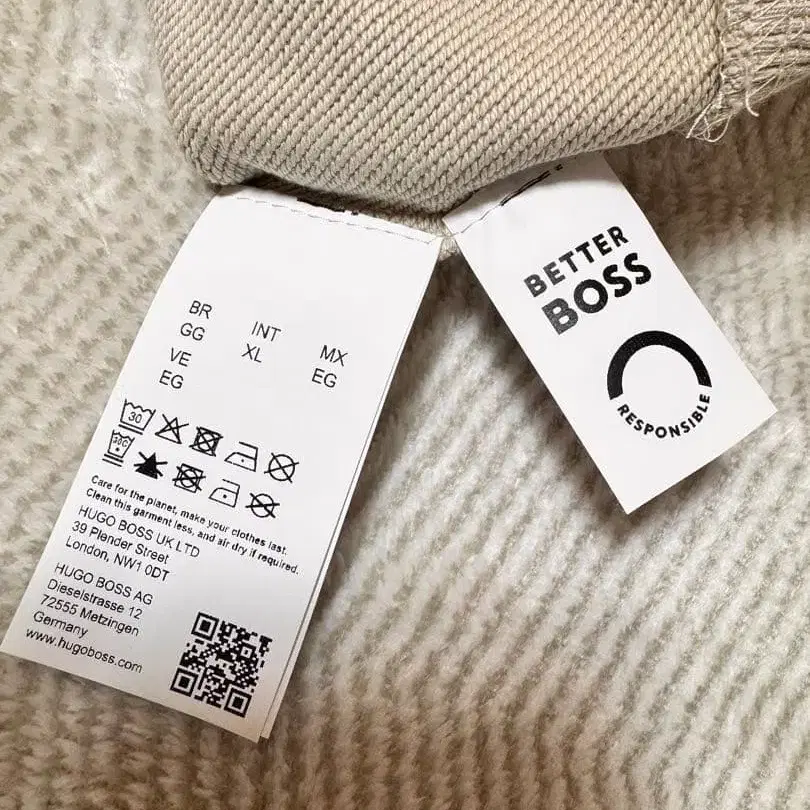 BR
GG
INT
XL
MX
EG
VE
EG
30
30C
Care for the planet, make your clothes last.
Clean this garment less, and air dry if required.
HUGO BOSS UK LTD
39 Plender Street
London, NW1 0DT
HUGO BOSS AG
Dieselstrasse 12
72555 Metzingen
Germany
www.hugoboss.com
BETTER
BOSS
RESPONSIBLE